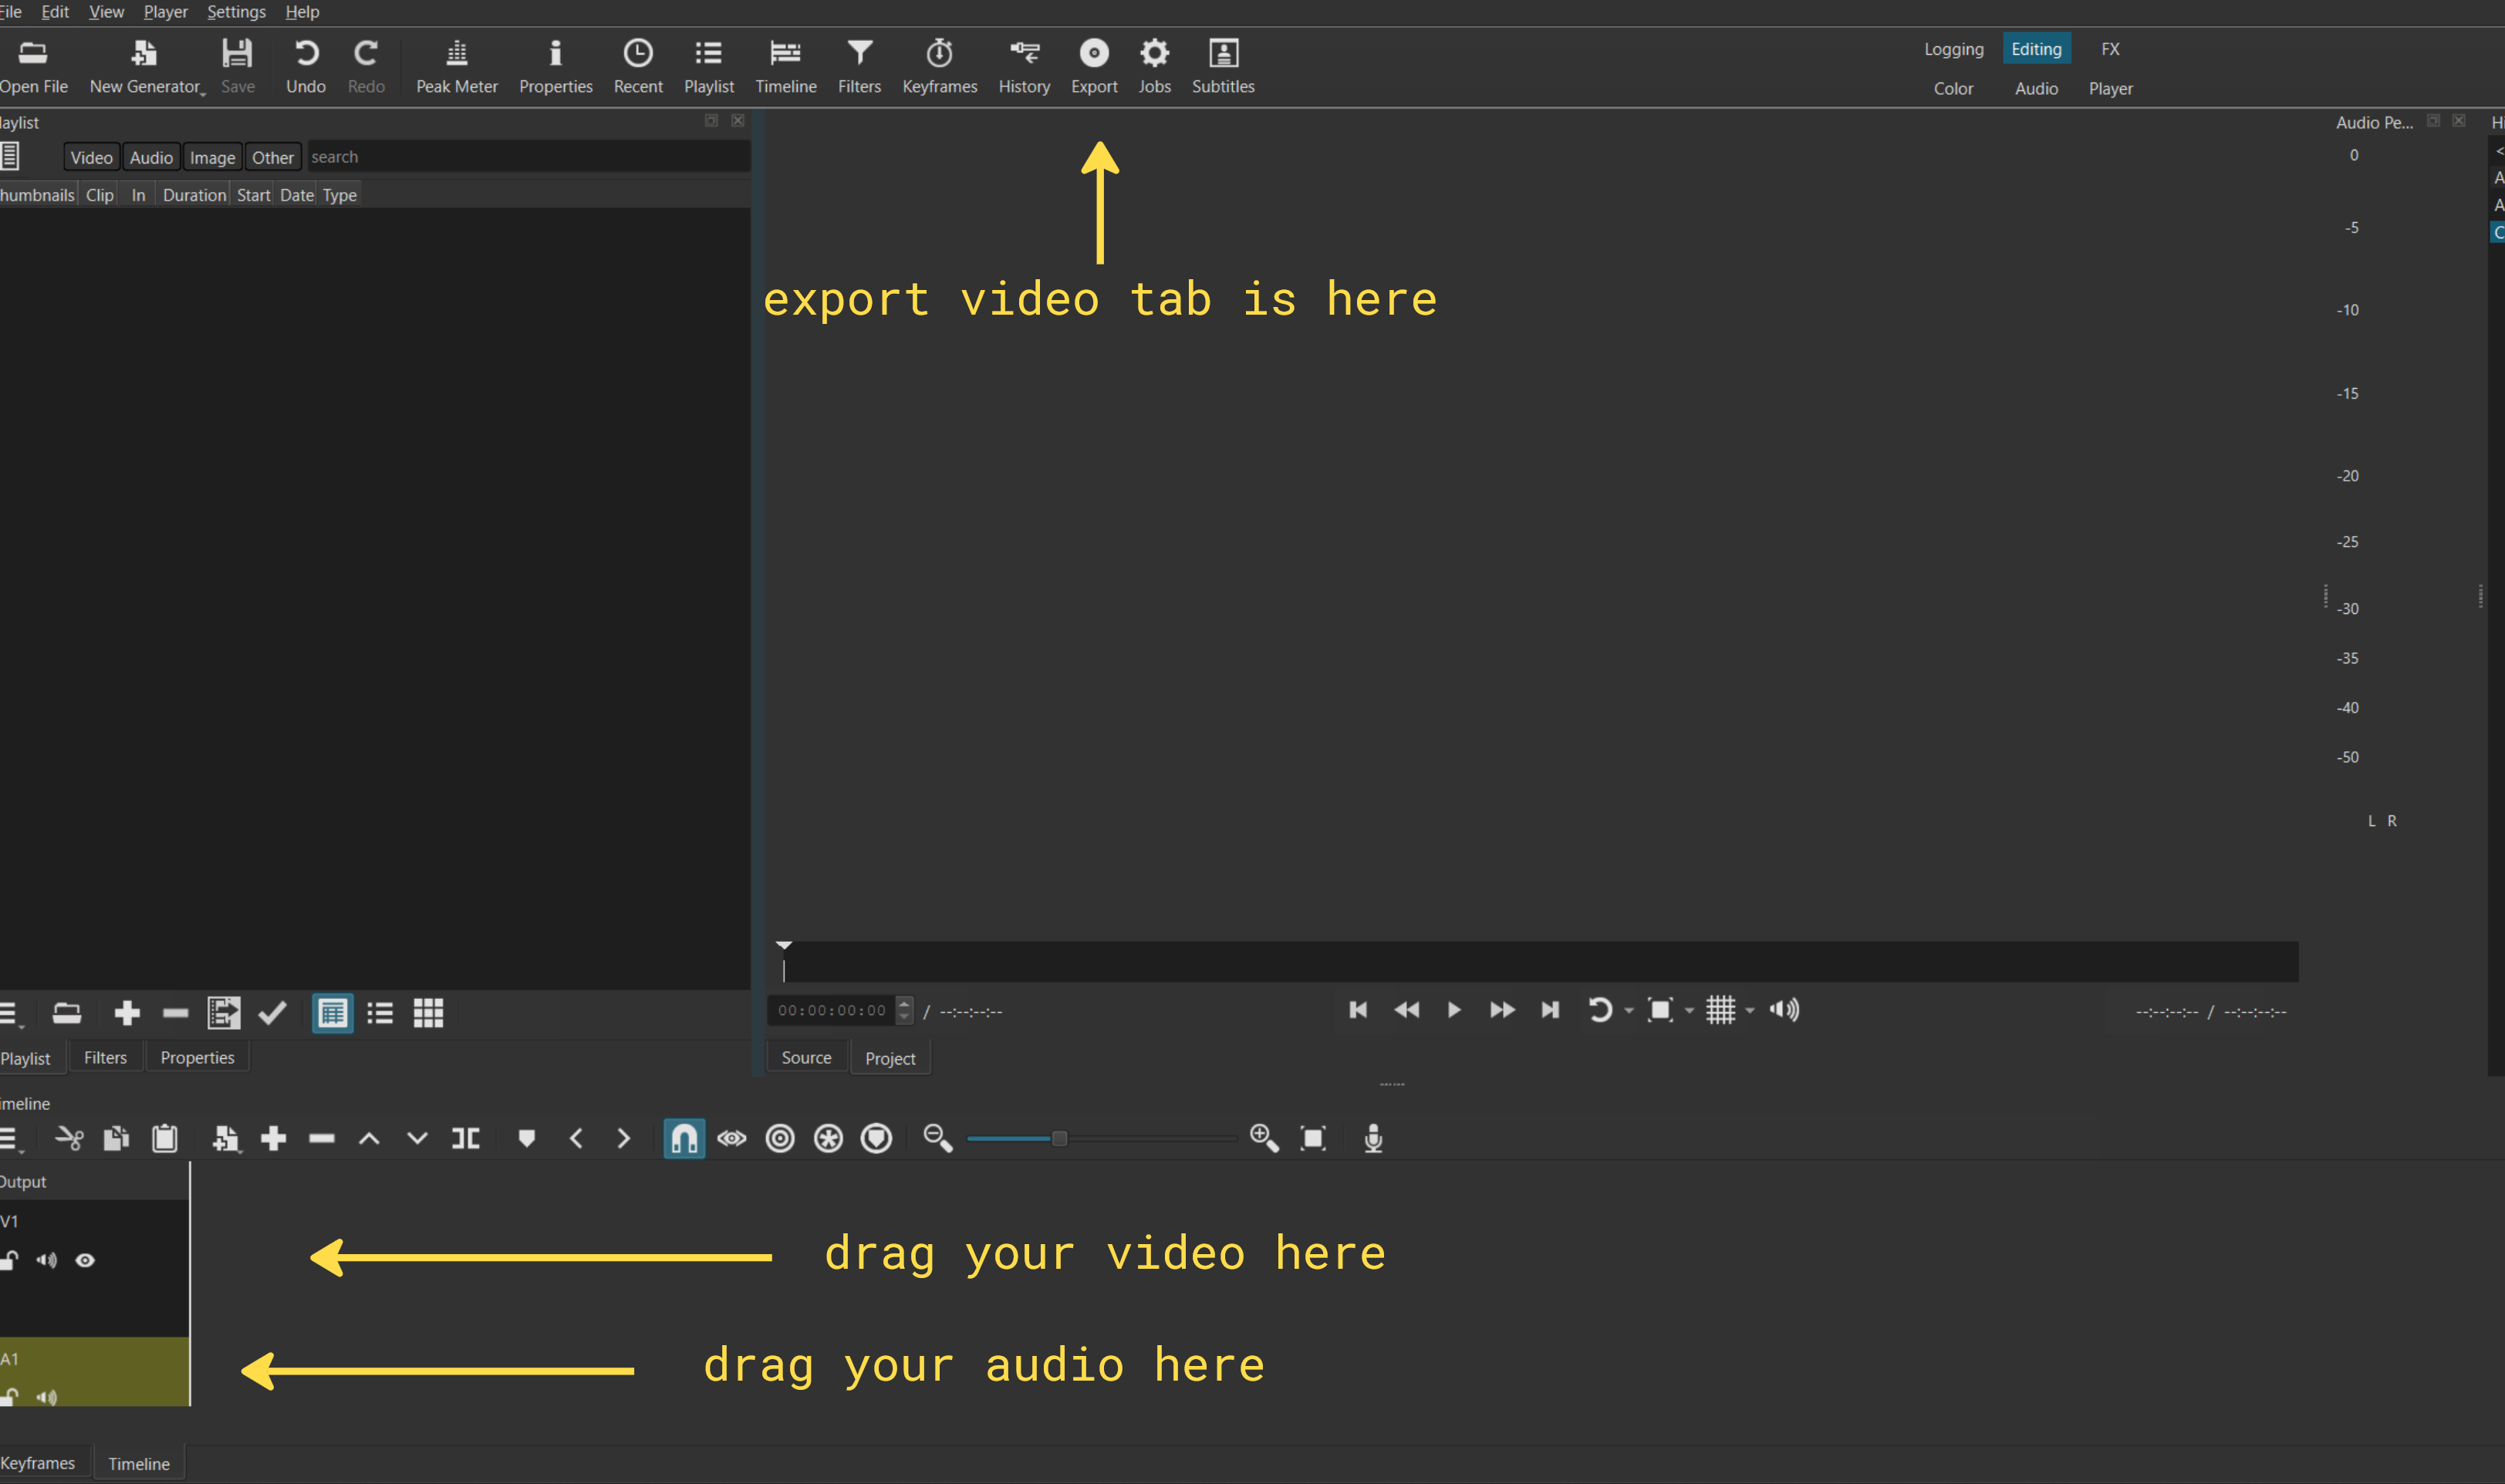 File Edit View Player Settings Help
Open File New Generator Save Undo Redo Peak Meter Properties Recent Playlist Timeline Filters Keyframes History Export Jobs Subtitles
Logging Editing FX
Color Audio Player
laylist
Audio Pe...
Hi
Video Audio Image Other search
humbnails Clip In Duration Start Date Type
0
-5
-10
-15
-20
-25
-30
-35
-40
-50
L R
<
A
A
C
export video tab is here
00:00:00:00 / --:--:--:--
--:--:--:-- / --:--:--:--
Playlist Filters Properties
Source Project
imeline
Output
V1
drag your video here
A1
drag your audio here
Keyframes Timeline